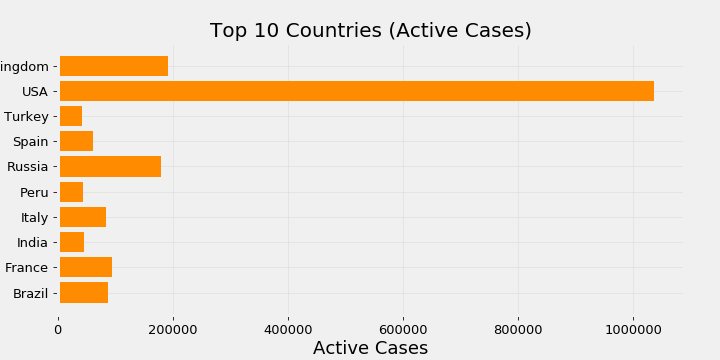 Top 10 Countries (Active Cases)
ingdom
USA
Turkey
Spain
Russia
Peru
Italy
India
France
Brazil
0 200000 400000 600000 800000 1000000
Active Cases